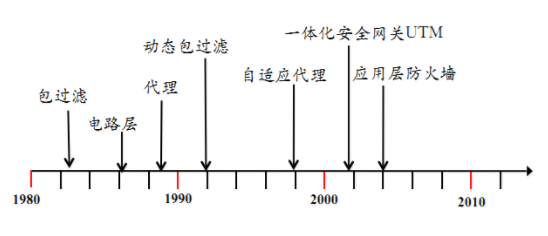 一体化安全网关UTM
动态包过滤
自适应代理
应用层防火墙
代理
包过滤
电路层
1980
1990
2000
2010